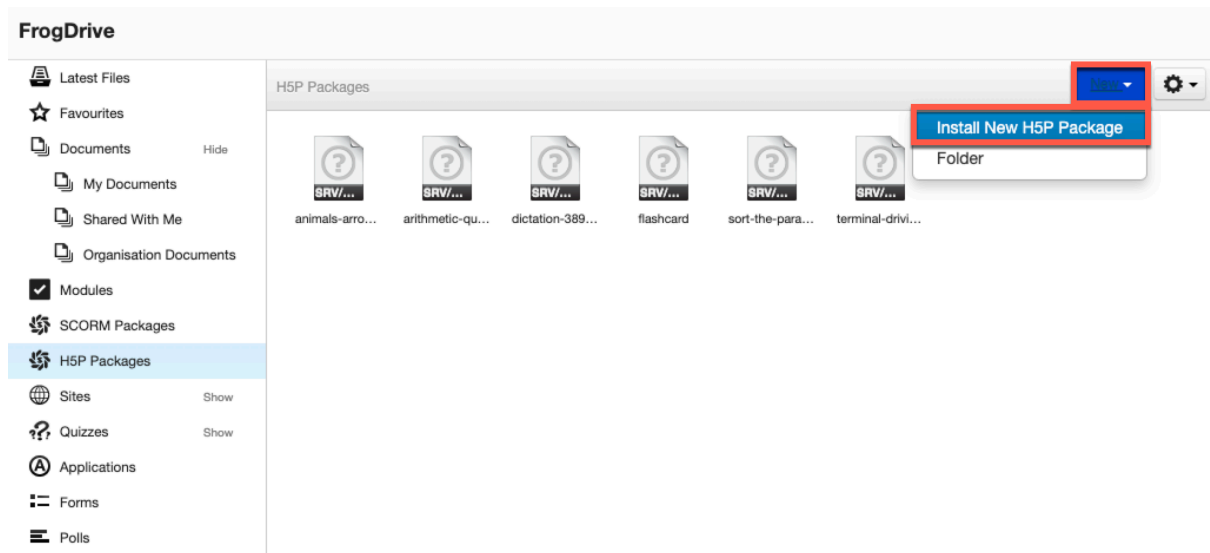 FrogDrive
Latest Files
Favourites
Documents Hide
My Documents
Shared With Me
Organisation Documents
Modules
SCORM Packages
H5P Packages
Sites Show
Quizzes Show
Applications
Forms
Polls
H5P Packages
New
Install New H5P Package
Folder
SRV/... SRV/... SRV/... SRV/... SRV/... SRV/...
animals-arro... arithmetic-qu... dictation-389... flashcard sort-the-para... terminal-drivi...